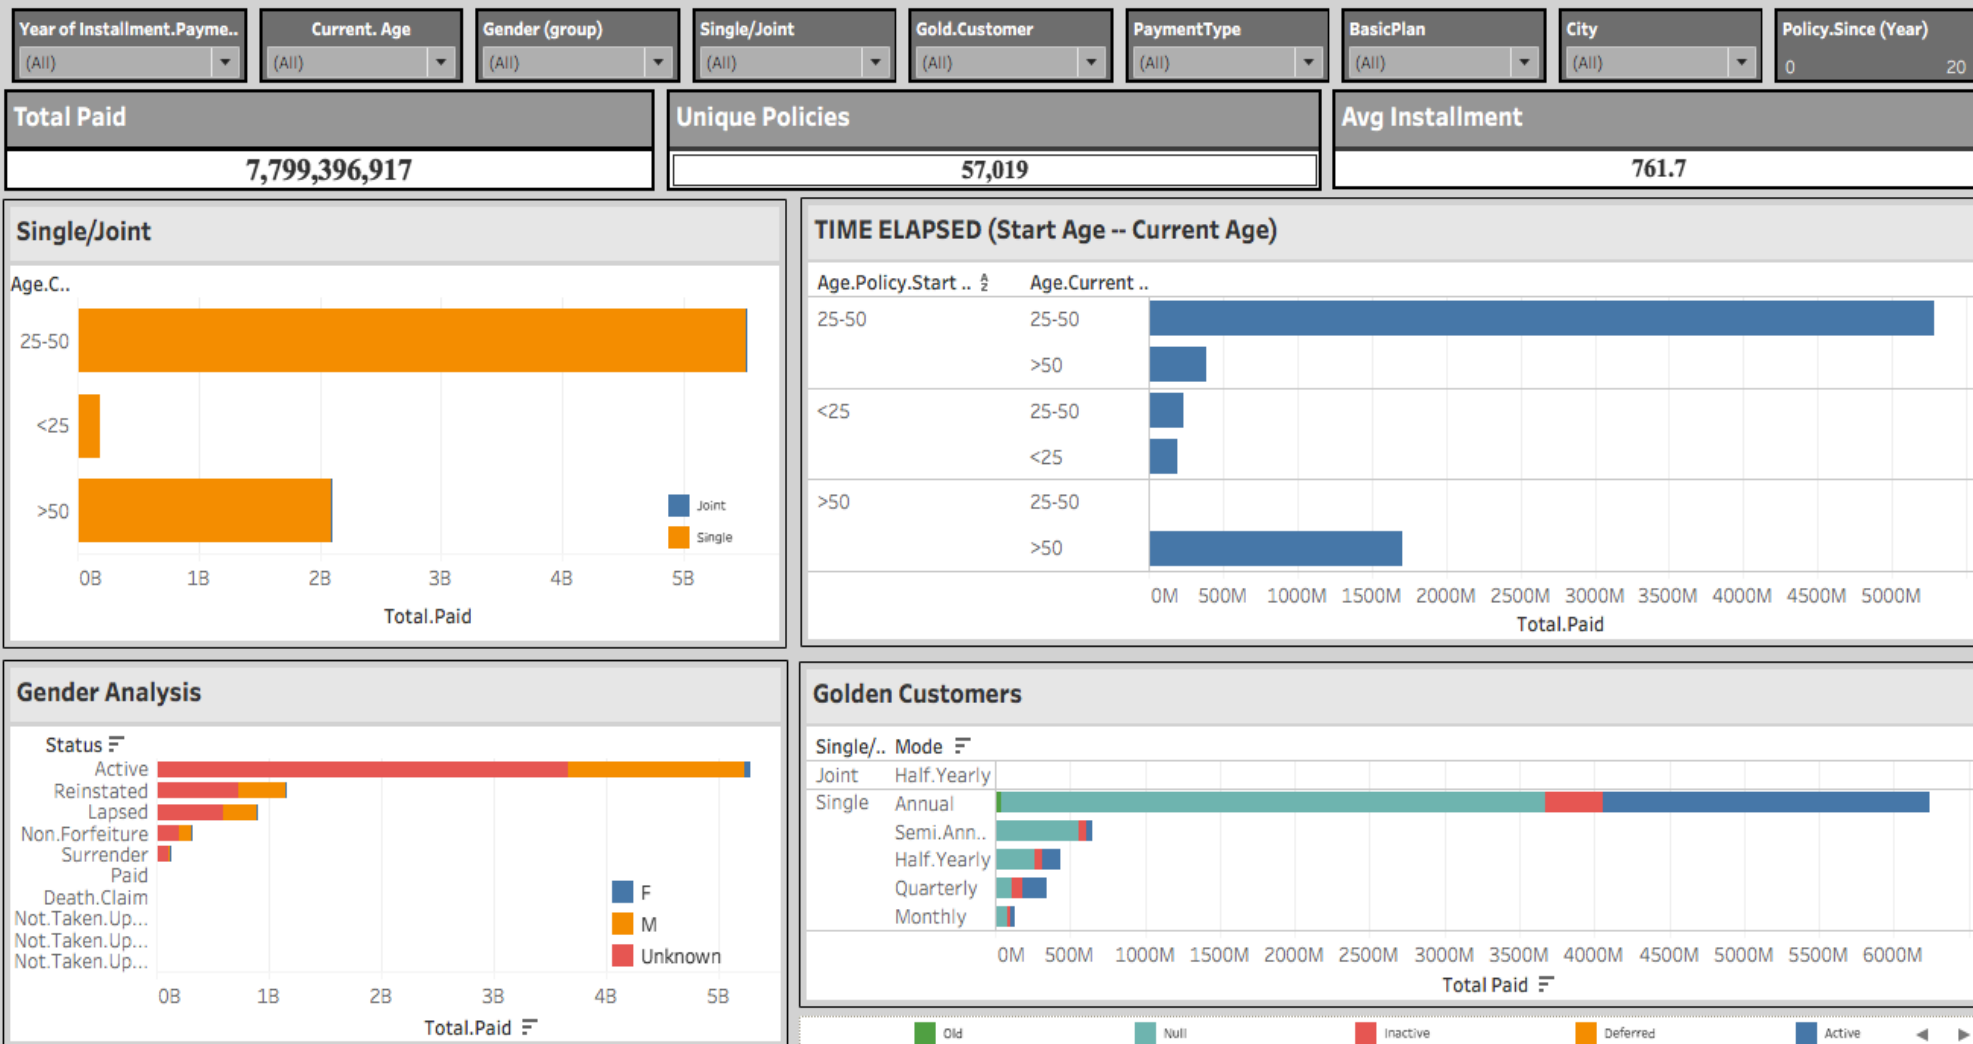 Year of Installment.Payme.. Current. Age Gender (group) Single/Joint Gold.Customer PaymentType BasicPlan City Policy.Since (Year)
(All) (All) (All) (All) (All) (All) (All) (All) 0 20
Total Paid Unique Policies Avg Installment
7,799,396,917 57,019 761.7
Single/Joint
Age.C..
25-50
<25
>50
Joint
Single
0B 1B 2B 3B 4B 5B
Total.Paid
TIME ELAPSED (Start Age -- Current Age)
Age.Policy.Start .. Age.Current ..
25-50 25-50
>50
<25 25-50
<25
>50 25-50
>50
0M 500M 1000M 1500M 2000M 2500M 3000M 3500M 4000M 4500M 5000M
Total.Paid
Gender Analysis
Status
Active
Reinstated
Lapsed
Non.Forfeiture
Surrender
Paid
Death.Claim
Not.Taken.Up...
Not.Taken.Up...
Not.Taken.Up...
F
M
Unknown
0B 1B 2B 3B 4B 5B
Total.Paid
Golden Customers
Single/.. Mode
Joint Half.Yearly
Single Annual
Semi.Ann..
Half.Yearly
Quarterly
Monthly
0M 500M 1000M 1500M 2000M 2500M 3000M 3500M 4000M 4500M 5000M 5500M 6000M
Total Paid
Old Null Inactive Deferred Active